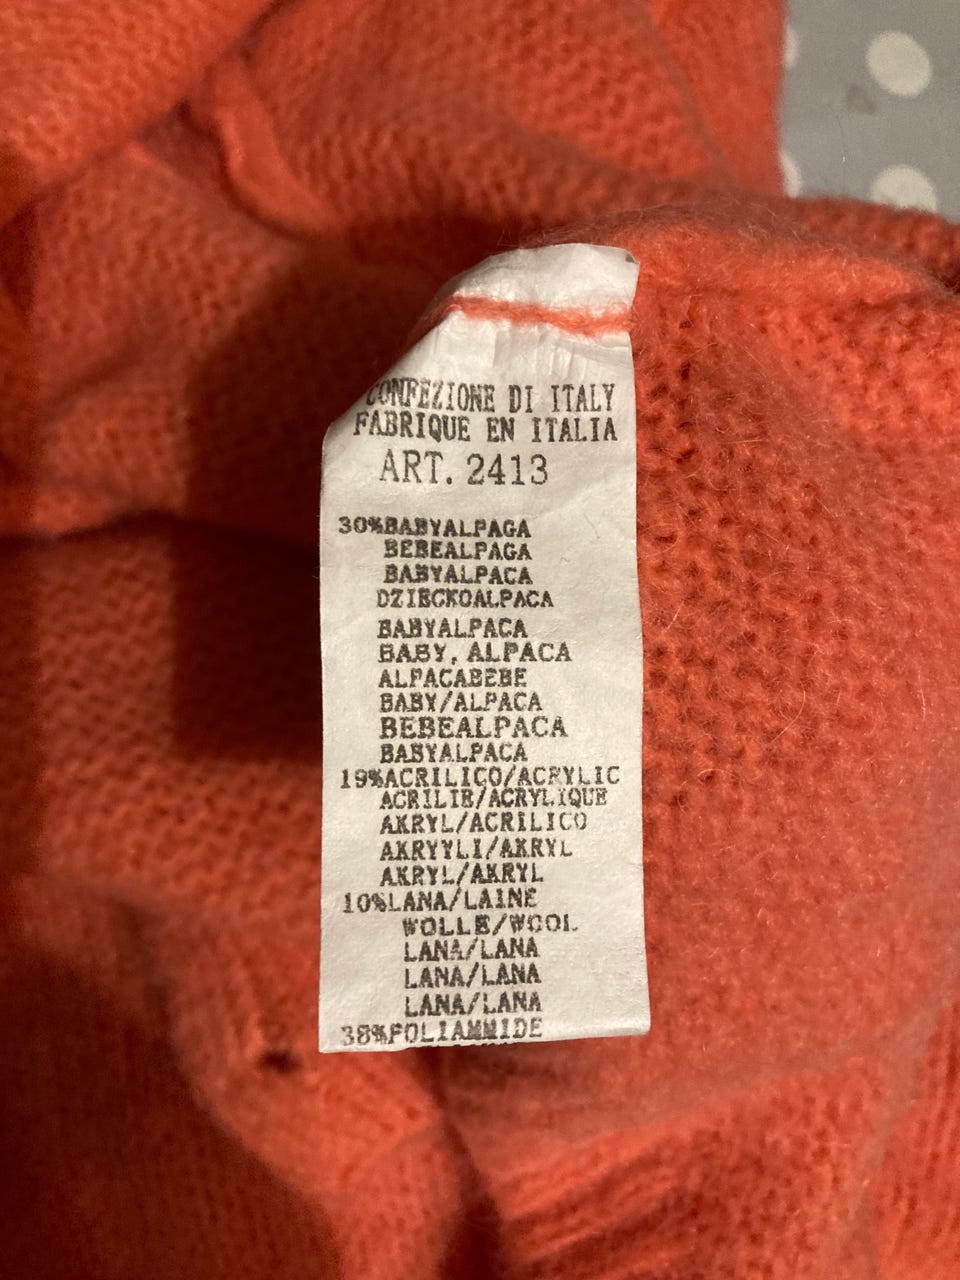 CONFEZIONE DI ITALY
FABRIQUE EN ITALIA
ART. 2413
30%BABYALPAGA
BEBEALPAGA
BABYALPACA
DZIECKOALPACA
BABYALPACA
BABY, ALPACA
ALPACABEBE
BABY/ALPACA
BEBEALPACA
BABYALPACA
19%ACRILICO/ACRYLIC
ACRILIE/ACRYLIQUE
AKRYL/ACRILICO
AKRYYLI/AKRYL
AKRYL/AKRYL
10%LANA/LAINE
WOLLE/WOOL
LANA/LANA
LANA/LANA
LANA/LANA
38%POLIAMMIDE